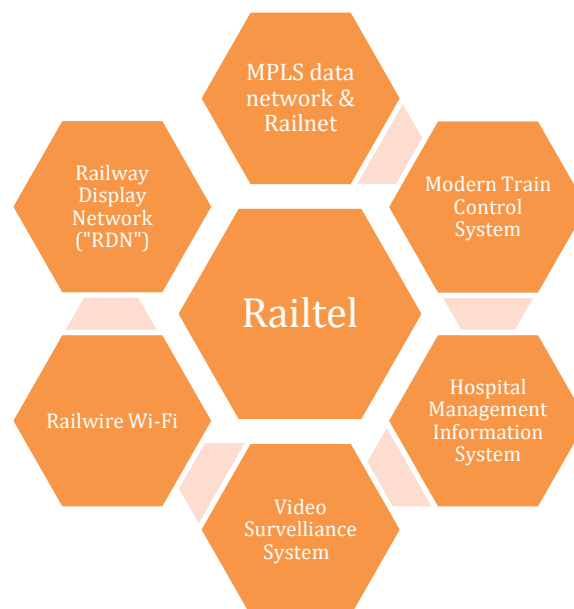 MPLS data
network &
Railnet
Modern Train
Control
System
Hospital
Management
Information
System
Video
Survelliance
System
Railwire Wi-Fi
Railway
Display
Network
("RDN")
Railtel